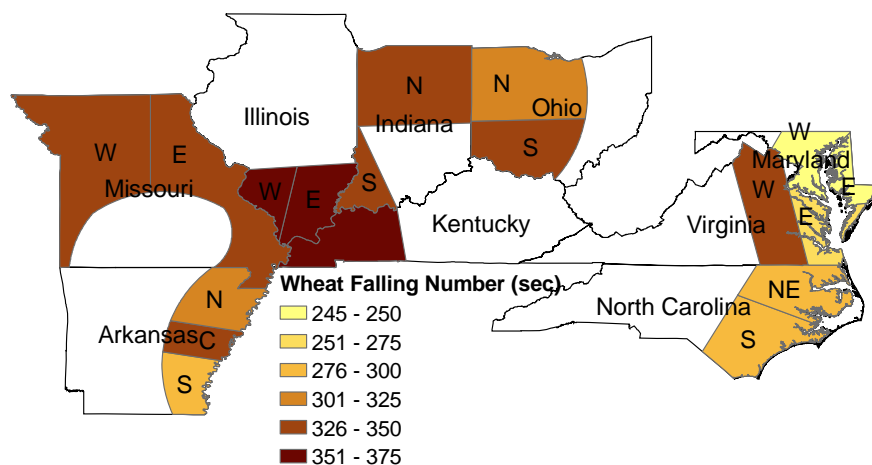 N
N
Ohio
Illinois
Indiana
W
Maryland
W
E
S
W
E
Missouri
W
E
S
E
Kentucky
Virginia
E
Wheat Falling Number (sec)
N
NE
North Carolina
245 - 250
Arkansas
C
S
251 - 275
S
276 - 300
301 - 325
326 - 350
351 - 375